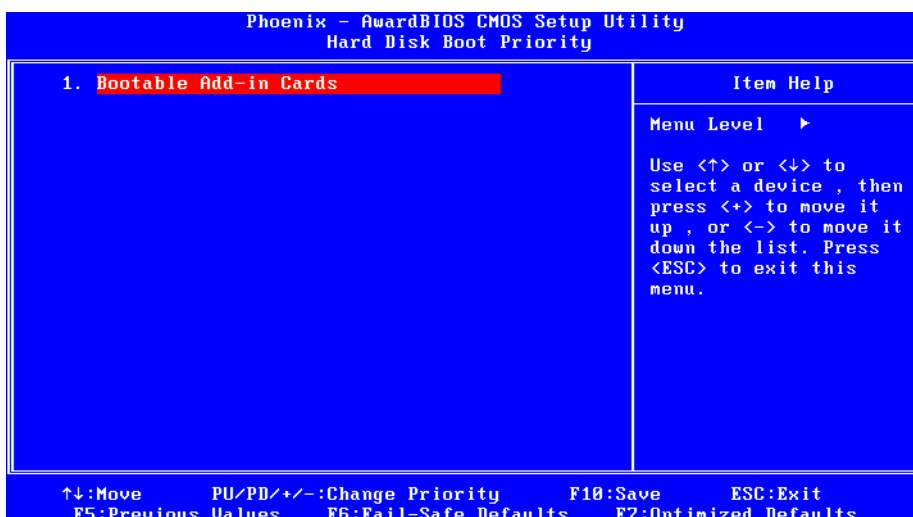 Phoenix - AwardBIOS CMOS Setup Utility
Hard Disk Boot Priority
1. Bootable Add-in Cards
Item Help
Menu Level ►
Use <↑> or <↓> to
select a device , then
press <+> to move it
up , or <-> to move it
down the list. Press
<ESC> to exit this
menu.
↑↓:Move PU/PD/+/-:Change Priority F10:Save ESC:Exit
F5:Previous Values F6:Fail-Safe Defaults F7:Optimized Defaults